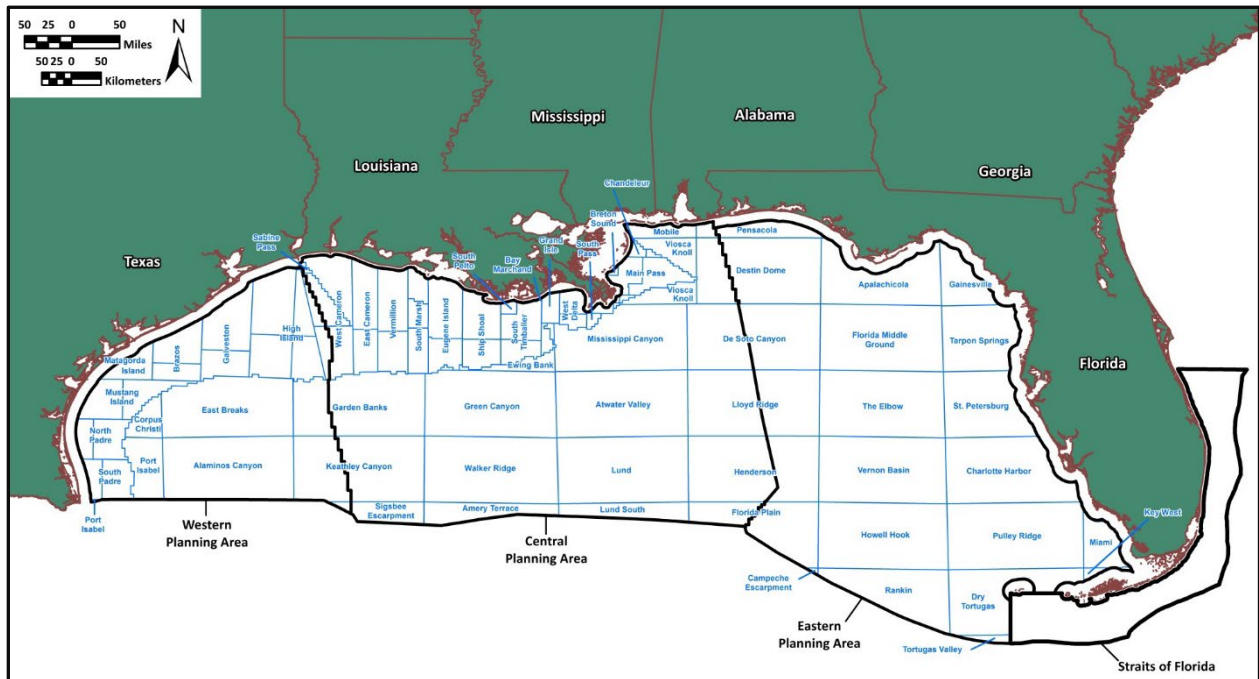 50 25 0 50
Miles
50 25 0 50
Kilometers
N
Mississippi
Alabama
Louisiana
Georgia
Texas
Florida
Chandeleur
Breton
Sound
Grand
Isle
South
Pass
Bay
Marchand
South
Pelto
Sabine
Pass
Mobile
Viosca
Knoll
Main Pass
Viosca
Knoll
Pensacola
Destin Dome
Apalachicola
Gainesville
West Cameron
East Cameron
Vermillion
South Marsh
Eugene Island
Ship Shoal
South
Timbalier
West
Delta
High
Island
Galveston
Brazos
Matagorda
Island
Ewing Bank
Mississippi Canyon
De Soto Canyon
Florida Middle
Ground
Tarpon Springs
Mustang
Island
Corpus
Christi
East Breaks
Garden Banks
Green Canyon
Atwater Valley
Lloyd Ridge
The Elbow
St. Petersburg
North
Padre
South
Padre
Port
Isabel
Alaminos Canyon
Keathley Canyon
Walker Ridge
Lund
Henderson
Vernon Basin
Charlotte Harbor
Port
Isabel
Sigsbee
Escarpment
Amery Terrace
Lund South
Florida Plain
Howell Hook
Pulley Ridge
Miami
Key West
Western
Planning Area
Central
Planning Area
Campeche
Escarpment
Rankin
Dry
Tortugas
Eastern
Planning Area
Tortugas Valley
Straits of Florida